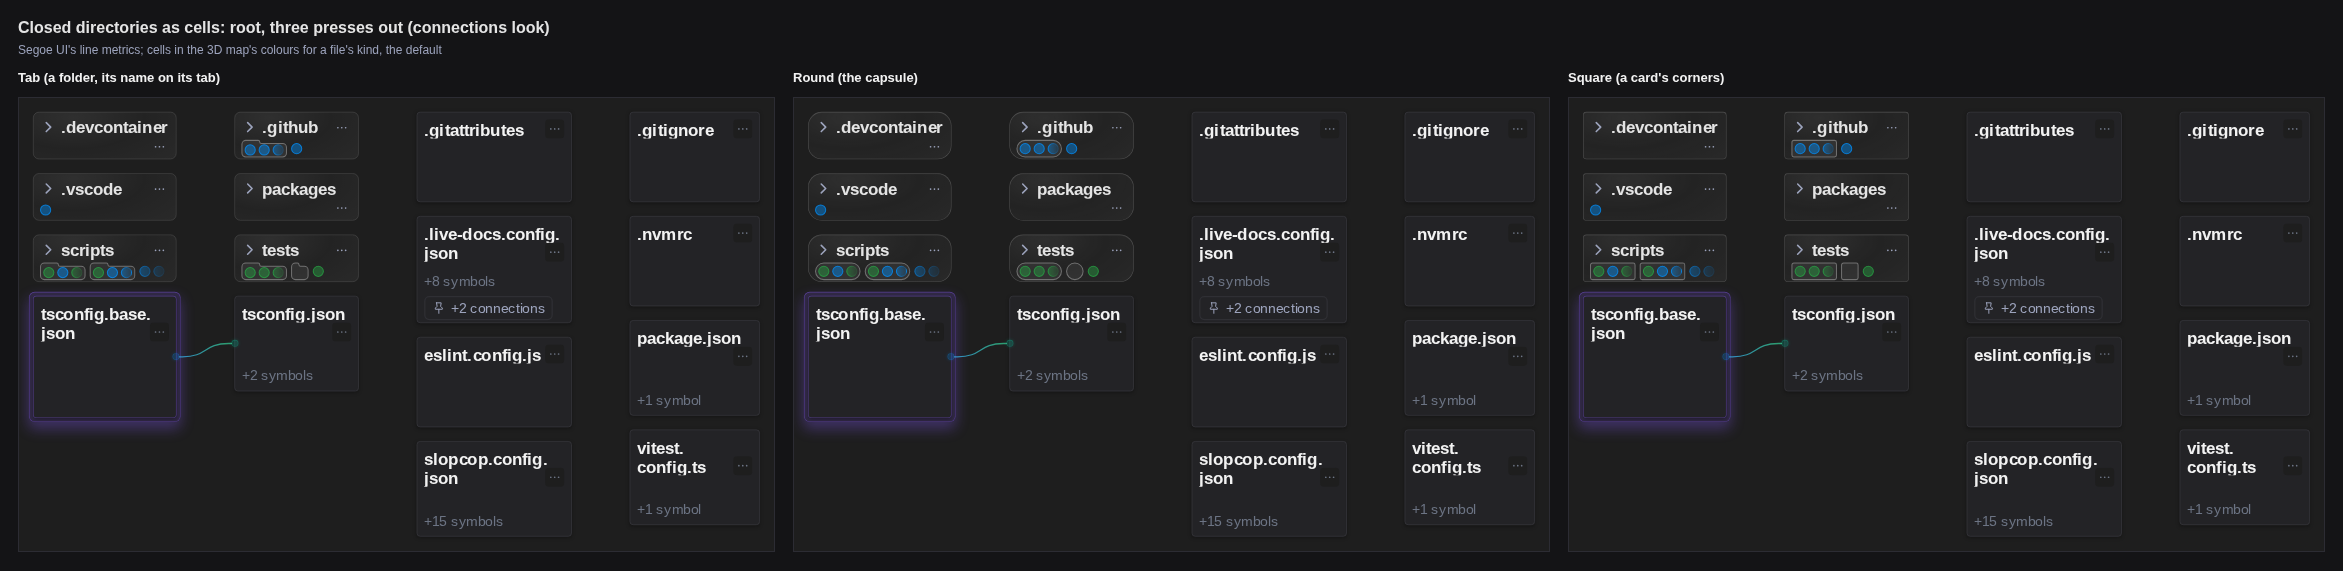 Closed directories as cells: root, three presses out (connections look)
Segoe UI's line metrics; cells in the 3D map's colours for a file's kind, the default
Tab (a folder, its name on its tab)
.devcontainer
...
.github
...
.gitattributes
...
.gitignore
...
.vscode
...
packages
...
scripts
...
tests
...
.live-docs.config.
json
...
+8 symbols
+2 connections
.nvmrc
...
tsconfig.base.
json
...
tsconfig.json
...
+2 symbols
eslint.config.js
...
package.json
...
+1 symbol
slopcop.config.
json
...
+15 symbols
vitest.
config.ts
...
+1 symbol
Round (the capsule)
.devcontainer
...
.github
...
.gitattributes
...
.gitignore
...
.vscode
...
packages
...
scripts
...
tests
...
.live-docs.config.
json
...
+8 symbols
+2 connections
.nvmrc
...
tsconfig.base.
json
...
tsconfig.json
...
+2 symbols
eslint.config.js
...
package.json
...
+1 symbol
slopcop.config.
json
...
+15 symbols
vitest.
config.ts
...
+1 symbol
Square (a card's corners)
.devcontainer
...
.github
...
.gitattributes
...
.gitignore
...
.vscode
...
packages
...
scripts
...
tests
...
.live-docs.config.
json
...
+8 symbols
+2 connections
.nvmrc
...
tsconfig.base.
json
...
tsconfig.json
...
+2 symbols
eslint.config.js
...
package.json
...
+1 symbol
slopcop.config.
json
...
+15 symbols
vitest.
config.ts
...
+1 symbol